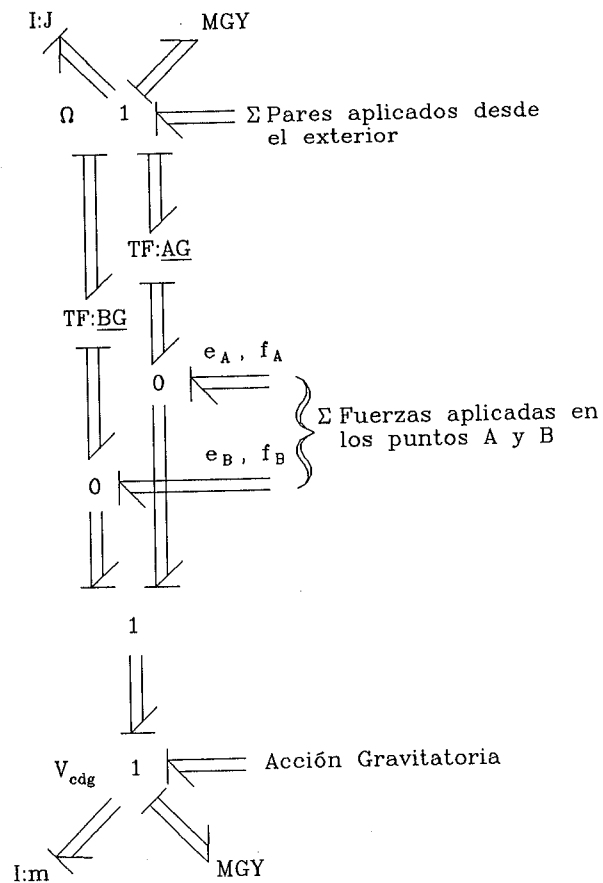 I:J
MGY
Ω
1
Σ Pares aplicados desde
el exterior
TF:AG
TF:BG
e_A , f_A
0
Σ Fuerzas aplicadas en
los puntos A y B
e_B , f_B
0
1
V_cdg
1
Acción Gravitatoria
I:m
MGY